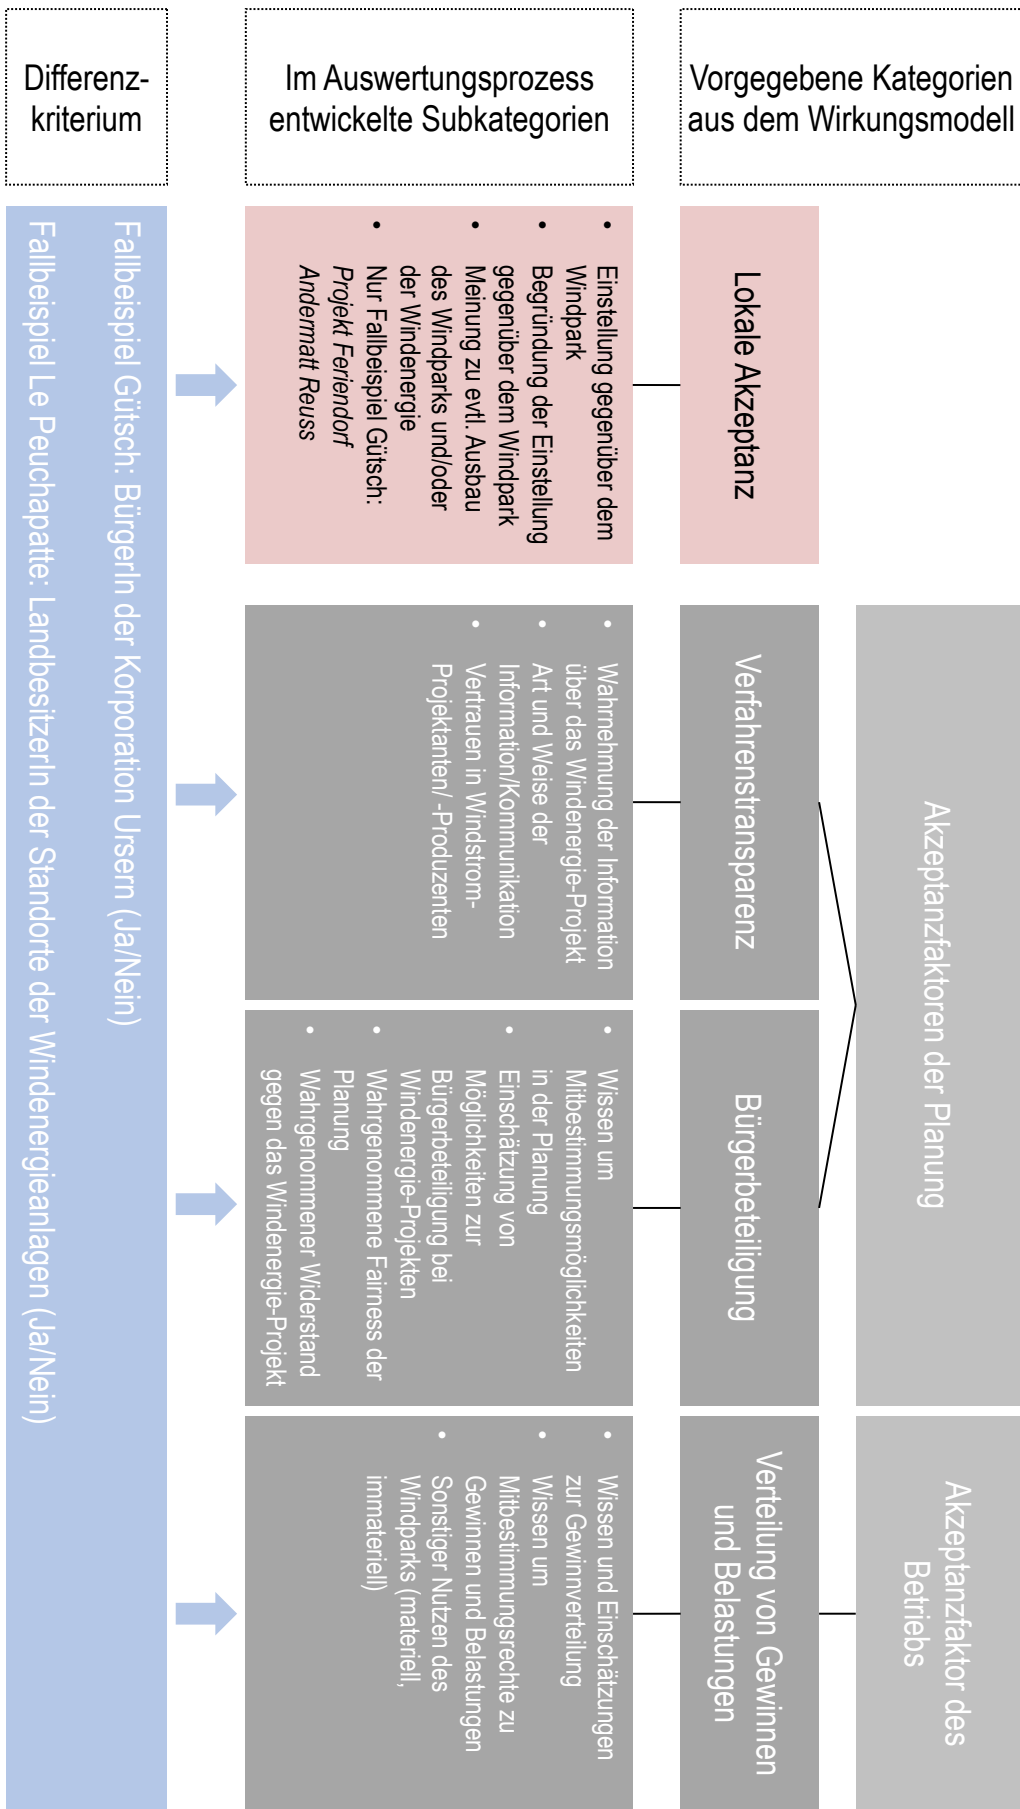 Vorgegebene Kategorien
aus dem Wirkungsmodell
Akzeptanzfaktoren der Planung
Akzeptanzfaktor des
Betriebs
Lokale Akzeptanz
Verfahrenstransparenz
Bürgerbeteiligung
Verteilung von Gewinnen
und Belastungen
Im Auswertungsprozess
entwickelte Subkategorien
• Einstellung gegenüber dem
Windpark
• Begründung der Einstellung
gegenüber dem Windpark
• Meinung zu evtl. Ausbau
des Windparks und/oder
der Windenergie
• Nur Fallbeispiel Gütsch:
Projekt Feriendorf
Andermatt Reuss
• Wahrnehmung der Information
über das Windenergie-Projekt
• Art und Weise der
Information/Kommunikation
• Vertrauen in Windstrom-
Projektanten/ -Produzenten
• Wissen um
Mitbestimmungsmöglichkeiten
in der Planung
• Einschätzung von
Möglichkeiten zur
Bürgerbeteiligung bei
Windenergie-Projekten
• Wahrgenommene Fairness der
Planung
• Wahrgenommener Widerstand
gegen das Windenergie-Projekt
• Wissen und Einschätzungen
zur Gewinnverteilung
• Wissen um
Mitbestimmungsrechte zu
Gewinnen und Belastungen
• Sonstiger Nutzen des
Windparks (materiell,
immateriell)
Differenz-
kriterium
Fallbeispiel Gütsch: BürgerIn der Korporation Ursern (Ja/Nein)
Fallbeispiel Le Peuchapatte: LandbesitzerIn der Standorte der Windenergieanlagen (Ja/Nein)